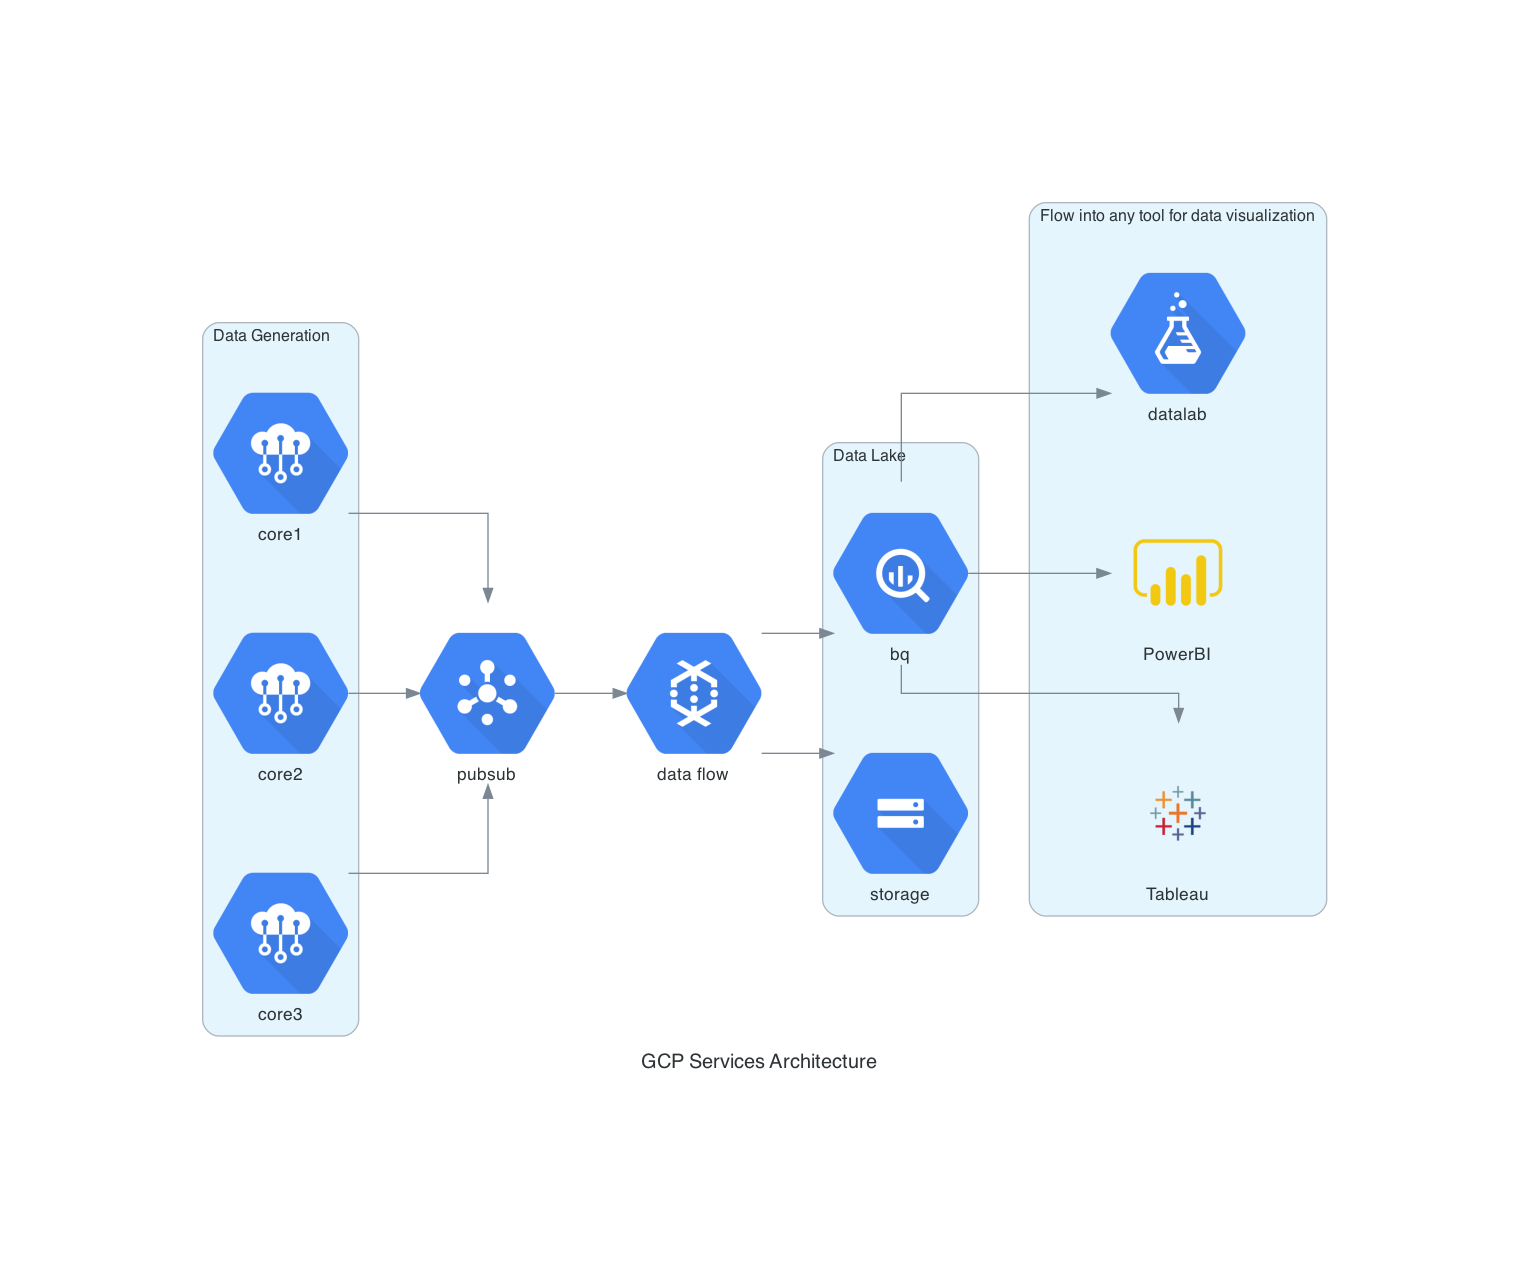 Flow into any tool for data visualization
Data Generation
datalab
Data Lake
core1
bq
PowerBI
core2
pubsub
data flow
storage
Tableau
core3
GCP Services Architecture